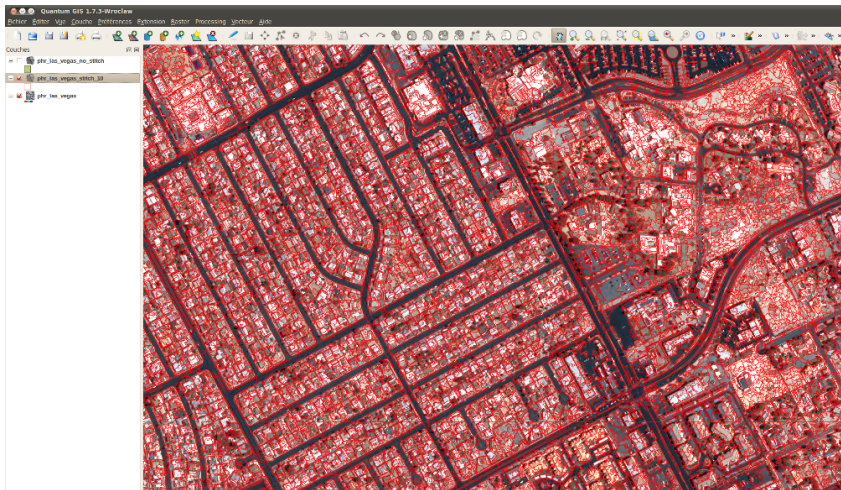 Quantum GIS 1.7.3-Wroclaw
Fichier Éditer Vue Couche Préférences Extension Raster Processing Vecteur Aide
Couches
phr_las_vegas_no_stitch
phr_las_vegas_stitch_10
phr_las_vegas